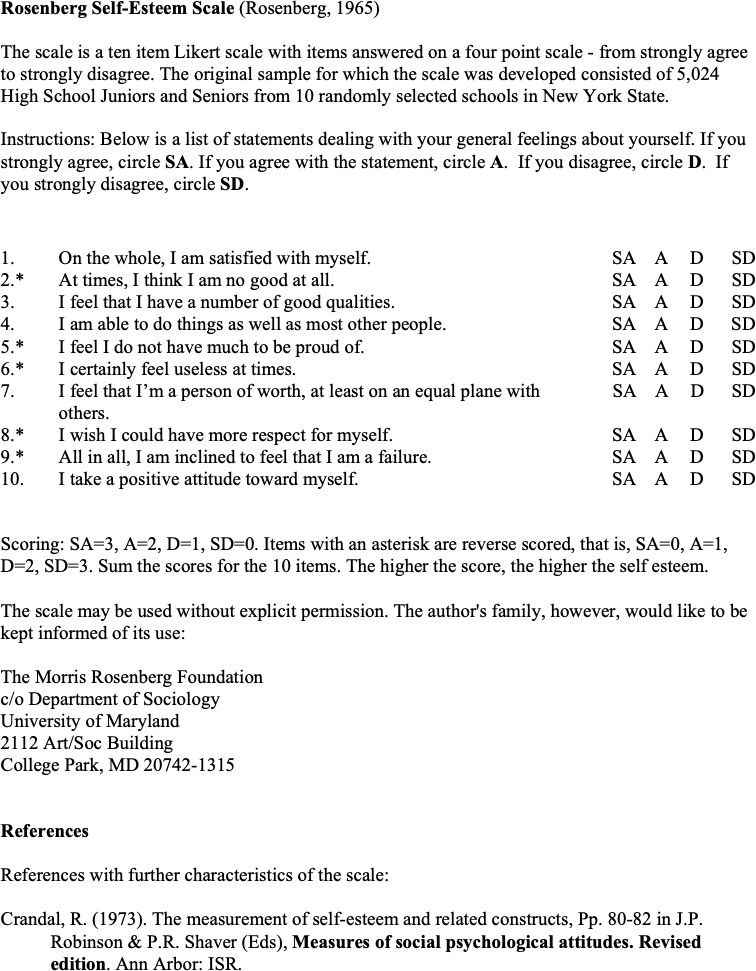 Rosenberg Self-Esteem Scale (Rosenberg, 1965)
The scale is a ten item Likert scale with items answered on a four point scale - from strongly agree
to strongly disagree. The original sample for which the scale was developed consisted of 5,024
High School Juniors and Seniors from 10 randomly selected schools in New York State.
Instructions: Below is a list of statements dealing with your general feelings about yourself. If you
strongly agree, circle SA. If you agree with the statement, circle A.  If you disagree, circle D.  If
you strongly disagree, circle SD.
1. On the whole, I am satisfied with myself. SA A D SD
2.* At times, I think I am no good at all. SA A D SD
3. I feel that I have a number of good qualities. SA A D SD
4. I am able to do things as well as most other people. SA A D SD
5.* I feel I do not have much to be proud of. SA A D SD
6.* I certainly feel useless at times. SA A D SD
7. I feel that I’m a person of worth, at least on an equal plane with SA A D SD
others.
8.* I wish I could have more respect for myself. SA A D SD
9.* All in all, I am inclined to feel that I am a failure. SA A D SD
10. I take a positive attitude toward myself. SA A D SD
Scoring: SA=3, A=2, D=1, SD=0. Items with an asterisk are reverse scored, that is, SA=0, A=1,
D=2, SD=3. Sum the scores for the 10 items. The higher the score, the higher the self esteem.
The scale may be used without explicit permission. The author's family, however, would like to be
kept informed of its use:
The Morris Rosenberg Foundation
c/o Department of Sociology
University of Maryland
2112 Art/Soc Building
College Park, MD 20742-1315
References
References with further characteristics of the scale:
Crandal, R. (1973). The measurement of self-esteem and related constructs, Pp. 80-82 in J.P.
Robinson & P.R. Shaver (Eds), Measures of social psychological attitudes. Revised
edition. Ann Arbor: ISR.